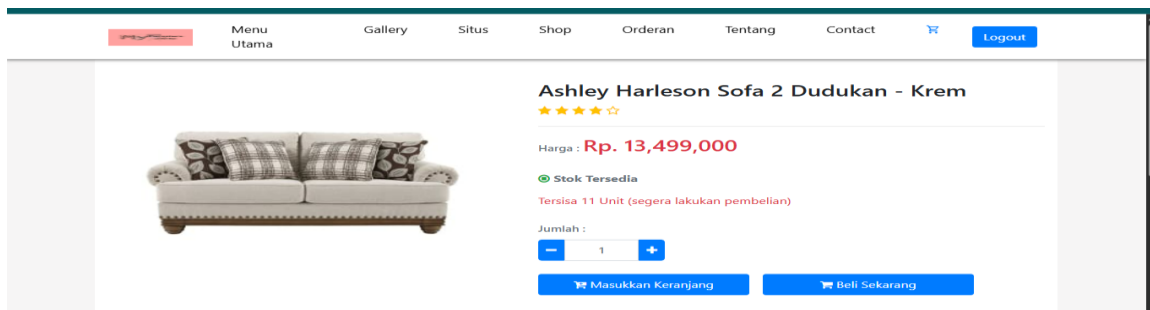 Menu Utama
Gallery
Situs
Shop
Orderan
Tentang
Contact
Logout
Ashley Harleson Sofa 2 Dudukan - Krem
Harga : Rp. 13,499,000
Stok Tersedia
Tersisa 11 Unit (segera lakukan pembelian)
Jumlah :
1
Masukkan Keranjang
Beli Sekarang